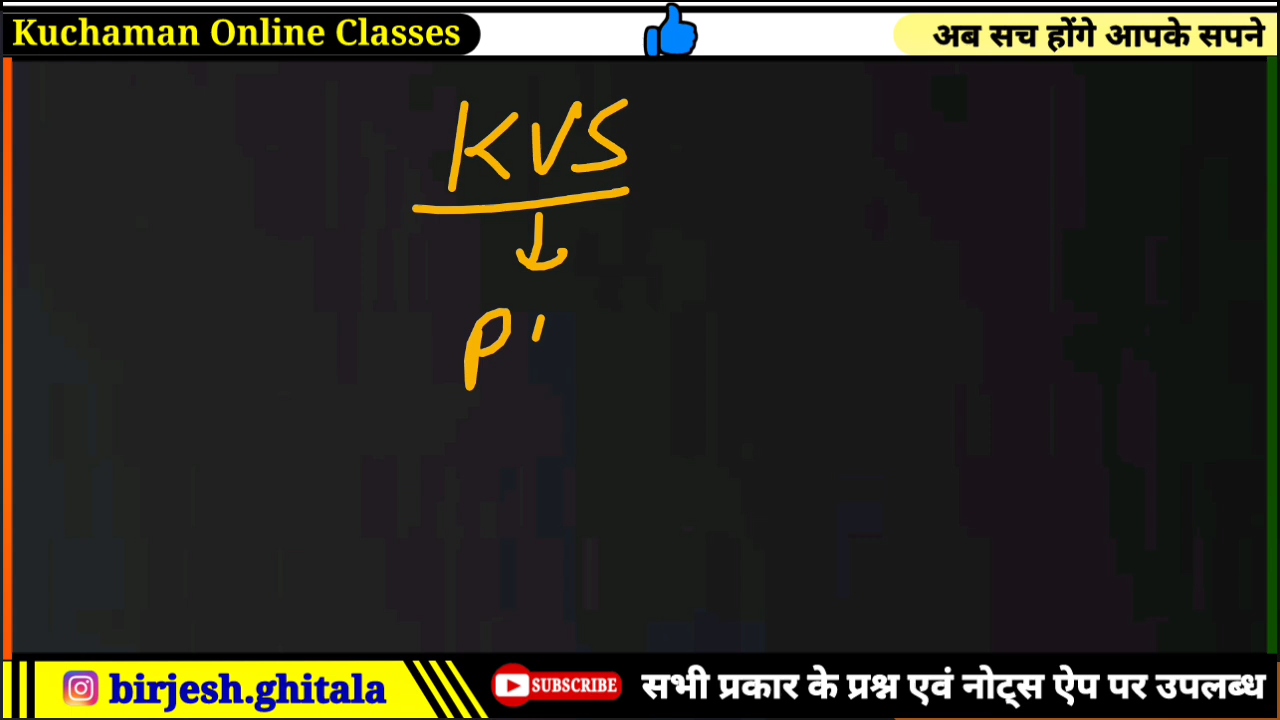 Kuchaman Online Classes
अब सच होंगे आपके सपने
KVS
P
birjesh.ghitala
SUBSCRIBE
सभी प्रकार के प्रश्न एवं नोट्स ऐप पर उपलब्ध